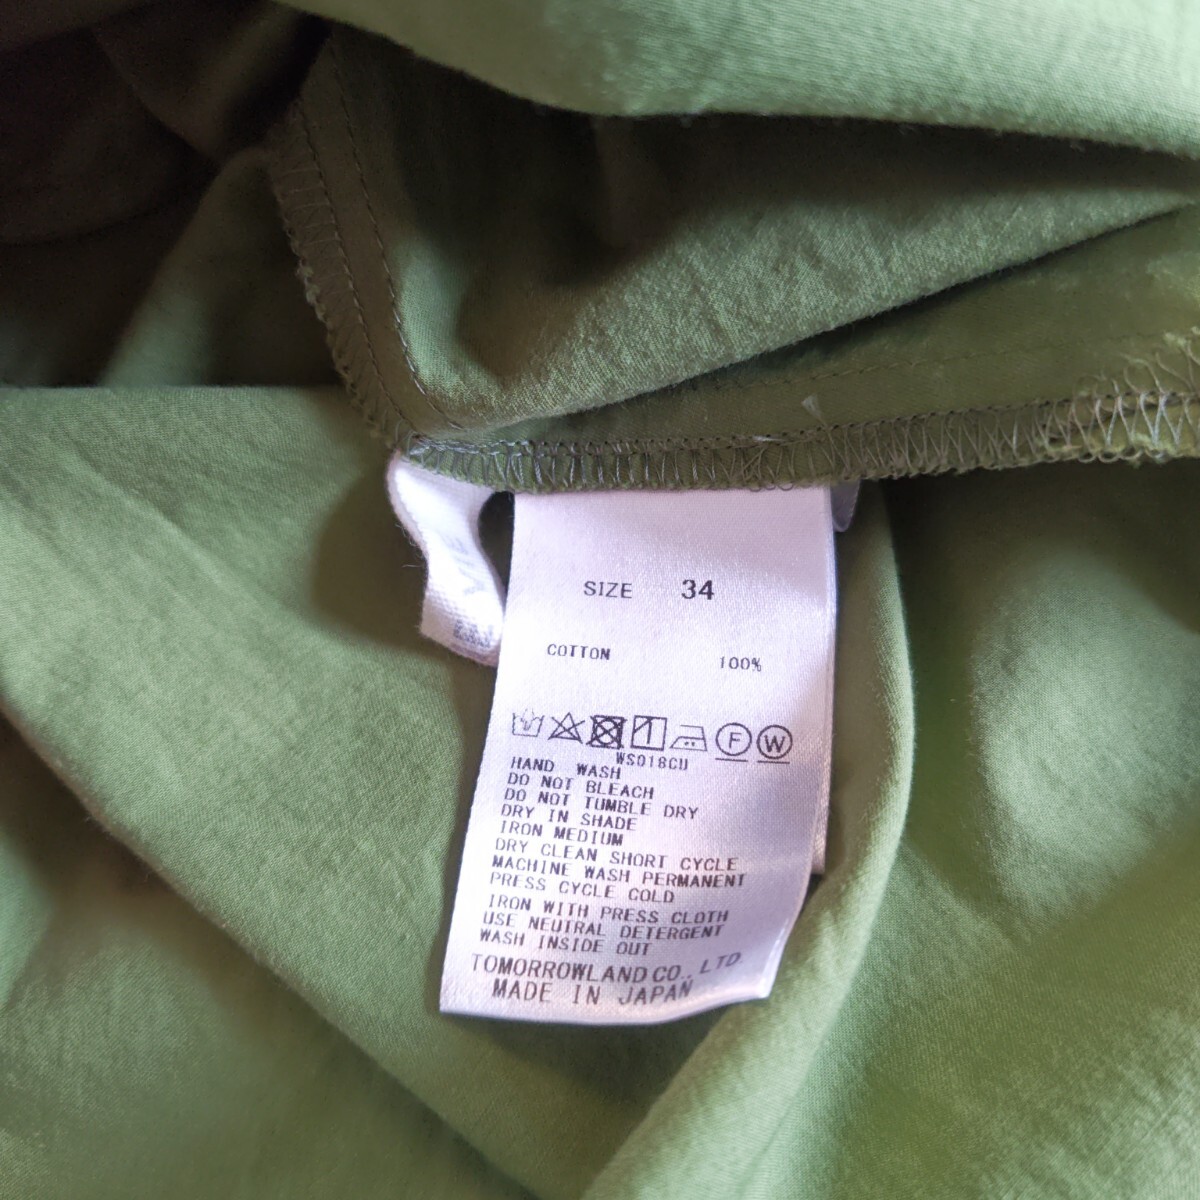 SIZE 34
COTTON 100%
F W
WS018CU
HAND WASH
DO NOT BLEACH
DO NOT TUMBLE DRY
DRY IN SHADE
IRON MEDIUM
DRY CLEAN SHORT CYCLE
MACHINE WASH PERMANENT
PRESS CYCLE COLD
IRON WITH PRESS CLOTH
USE NEUTRAL DETERGENT
WASH INSIDE OUT
TOMORROWLAND CO., LTD.
MADE IN JAPAN